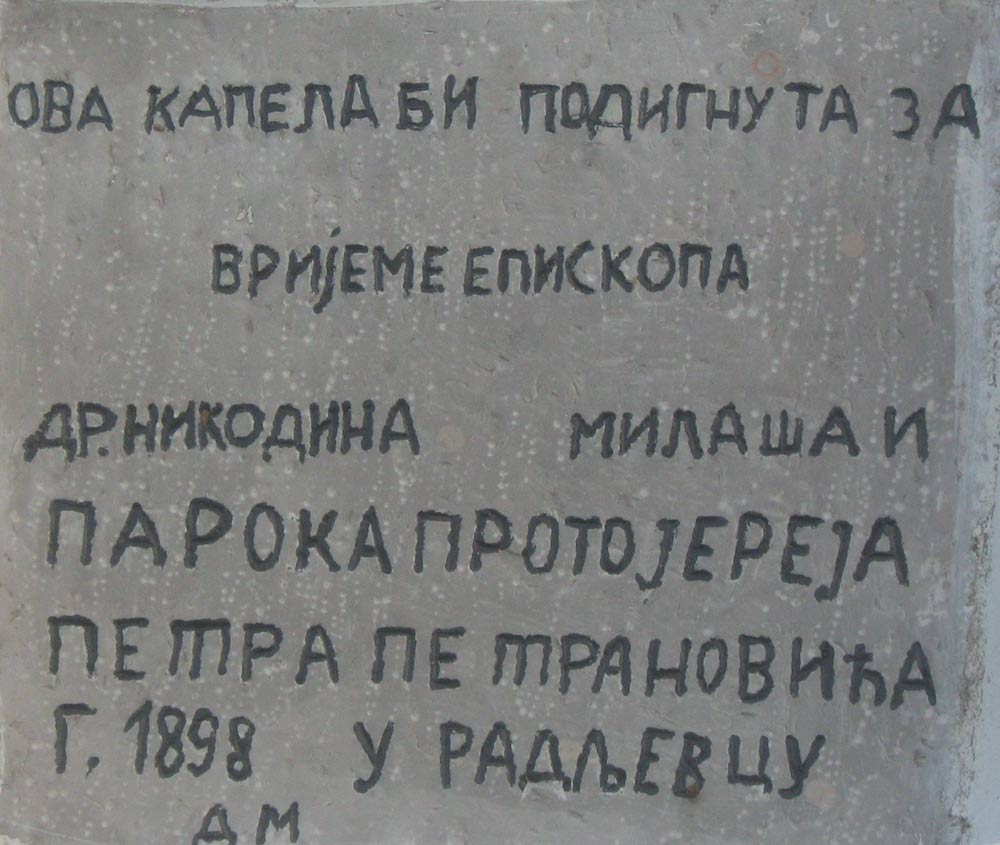 ОВА КАПЕЛА БИ ПОДИГНУТА ЗА
ВРИЈЕМЕ ЕПИСКОПА
ДР. НИКОДИНА МИЛАША И
ПАРОКА ПРОТОЈЕРЕЈА
ПЕТРА ПЕТРАНОВИЋА
Г. 1898 У РАДЉЕВЦУ
ДМ